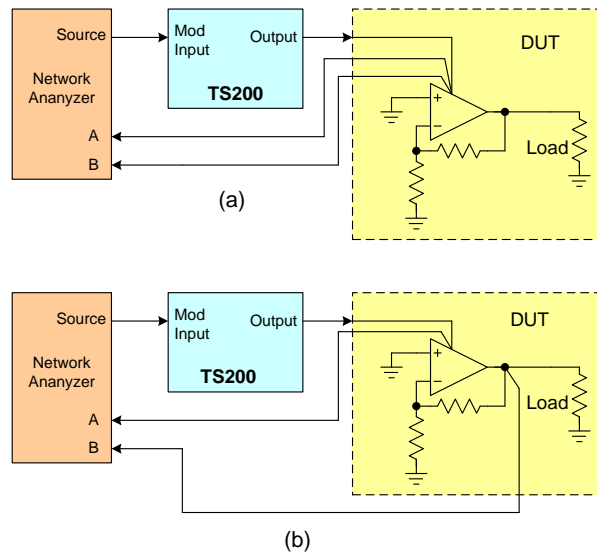 Source
Mod
Input
Output
TS200
Network
Ananyzer
A
B
DUT
+
−
Load
(a)
Source
Mod
Input
Output
TS200
Network
Ananyzer
A
B
DUT
+
−
Load
(b)